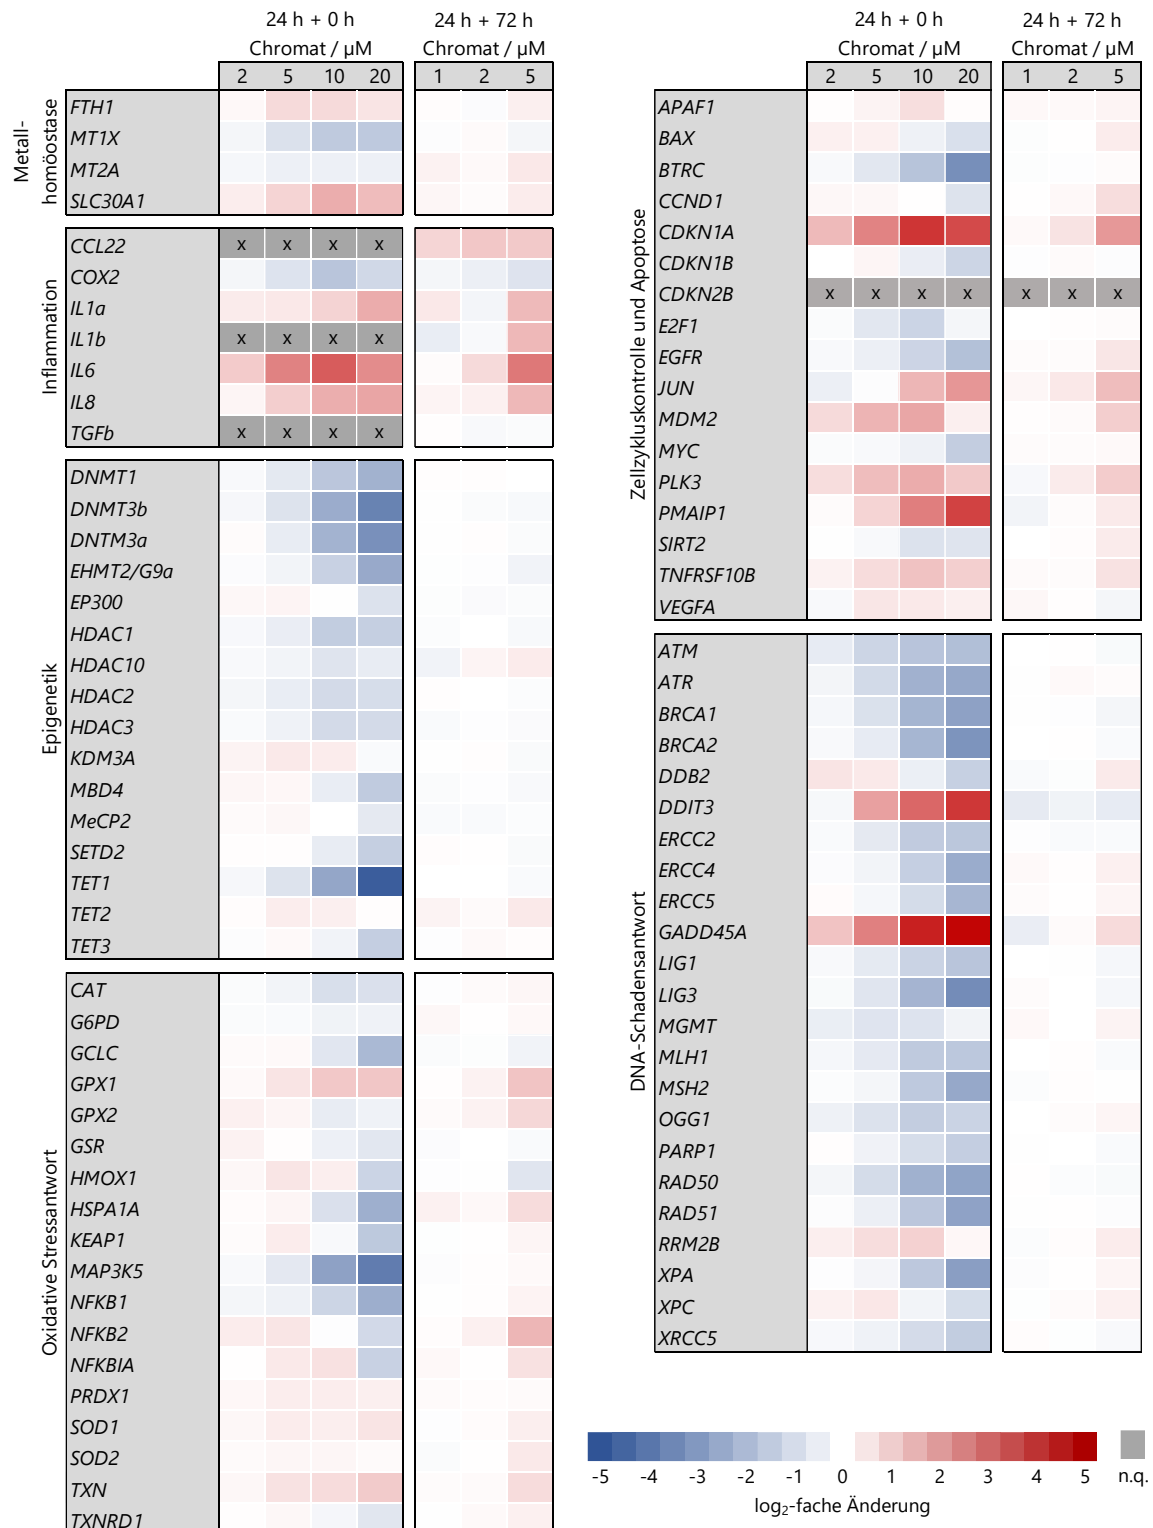 24 h + 0 h
24 h + 72 h
Chromat / µM
Chromat / µM
2 5 10 20
1 2 5
Metall-
homöostase
FTH1
MT1X
MT2A
SLC30A1
Inflammation
CCL22 x x x x
COX2
IL1a
IL1b x x x x
IL6
IL8
TGFb x x x x
Epigenetik
DNMT1
DNMT3b
DNTM3a
EHMT2/G9a
EP300
HDAC1
HDAC10
HDAC2
HDAC3
KDM3A
MBD4
MeCP2
SETD2
TET1
TET2
TET3
Oxidative Stressantwort
CAT
G6PD
GCLC
GPX1
GPX2
GSR
HMOX1
HSPA1A
KEAP1
MAP3K5
NFKB1
NFKB2
NFKBIA
PRDX1
SOD1
SOD2
TXN
TXNRD1
24 h + 0 h
24 h + 72 h
Chromat / µM
Chromat / µM
2 5 10 20
1 2 5
Zellzykluskontrolle und Apoptose
APAF1
BAX
BTRC
CCND1
CDKN1A
CDKN1B
CDKN2B x x x x x x x
E2F1
EGFR
JUN
MDM2
MYC
PLK3
PMAIP1
SIRT2
TNFRSF10B
VEGFA
DNA-Schadensantwort
ATM
ATR
BRCA1
BRCA2
DDB2
DDIT3
ERCC2
ERCC4
ERCC5
GADD45A
LIG1
LIG3
MGMT
MLH1
MSH2
OGG1
PARP1
RAD50
RAD51
RRM2B
XPA
XPC
XRCC5
-5 -4 -3 -2 -1 0 1 2 3 4 5 n.q.
log₂-fache Änderung